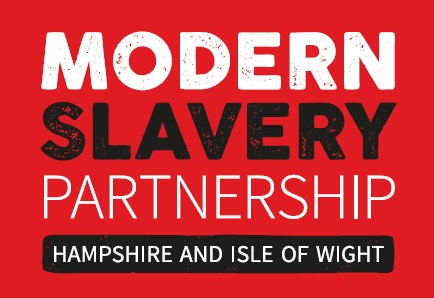 MODERN
SLAVERY
PARTNERSHIP
HAMPSHIRE AND ISLE OF WIGHT